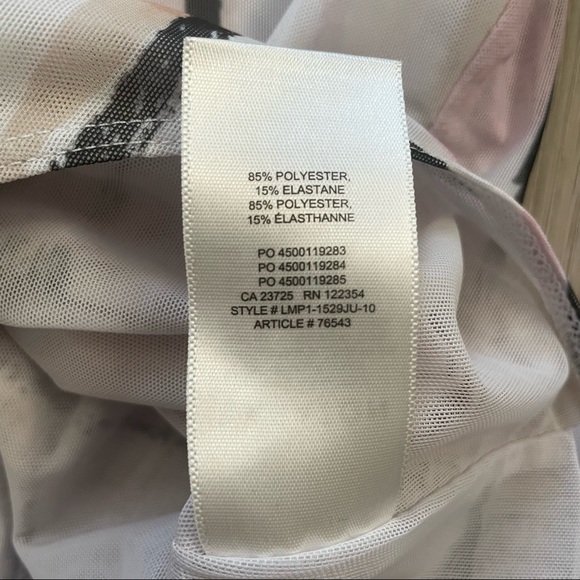 85% POLYESTER,
15% ELASTANE
85% POLYESTER,
15% ÉLASTHANNE
PO 4500119283
PO 4500119284
PO 4500119285
CA 23725 RN 122354
STYLE # LMP1-1529JU-10
ARTICLE # 76543